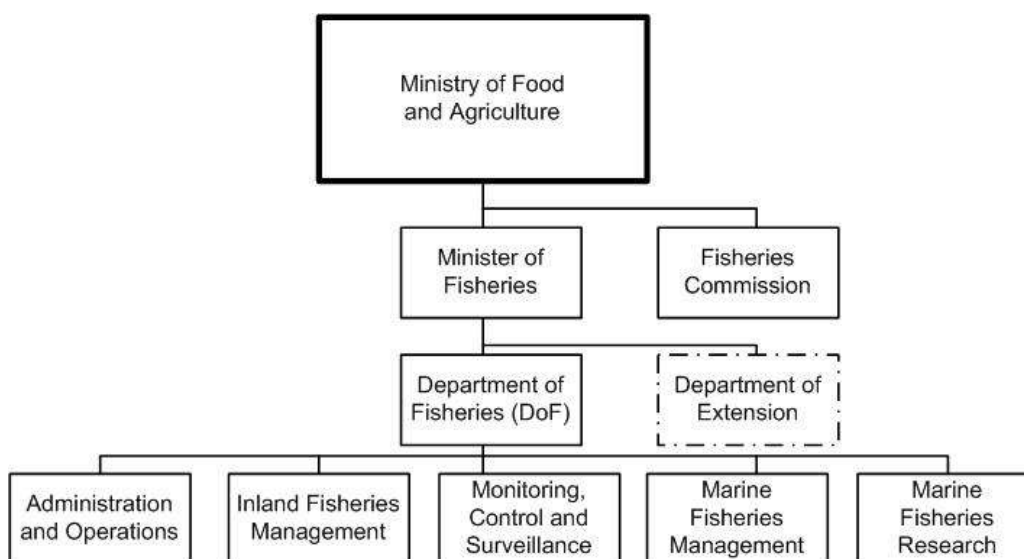 Ministry of Food
and Agriculture
Minister of
Fisheries
Fisheries
Commission
Department of
Fisheries (DoF)
Department of
Extension
Administration
and Operations
Inland Fisheries
Management
Monitoring,
Control and
Surveillance
Marine
Fisheries
Management
Marine
Fisheries
Research